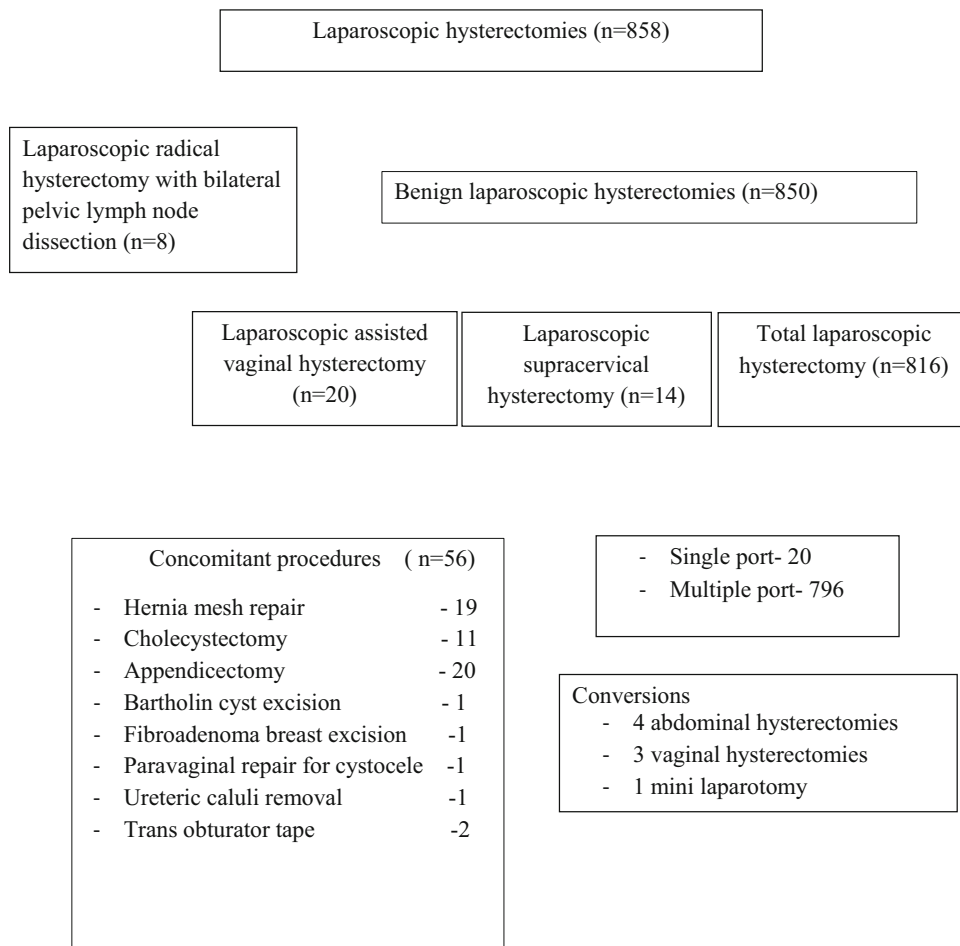 Laparoscopic hysterectomies (n=858)
Laparoscopic radical
hysterectomy with bilateral
pelvic lymph node
dissection (n=8)
Benign laparoscopic hysterectomies (n=850)
Laparoscopic assisted
vaginal hysterectomy
(n=20)
Laparoscopic
supracervical
hysterectomy (n=14)
Total laparoscopic
hysterectomy (n=816)
Concomitant procedures ( n=56)
- Hernia mesh repair - 19
- Cholecystectomy - 11
- Appendicectomy - 20
- Bartholin cyst excision - 1
- Fibroadenoma breast excision -1
- Paravaginal repair for cystocele -1
- Ureteric caluli removal -1
- Trans obturator tape -2
- Single port- 20
- Multiple port- 796
Conversions
- 4 abdominal hysterectomies
- 3 vaginal hysterectomies
- 1 mini laparotomy